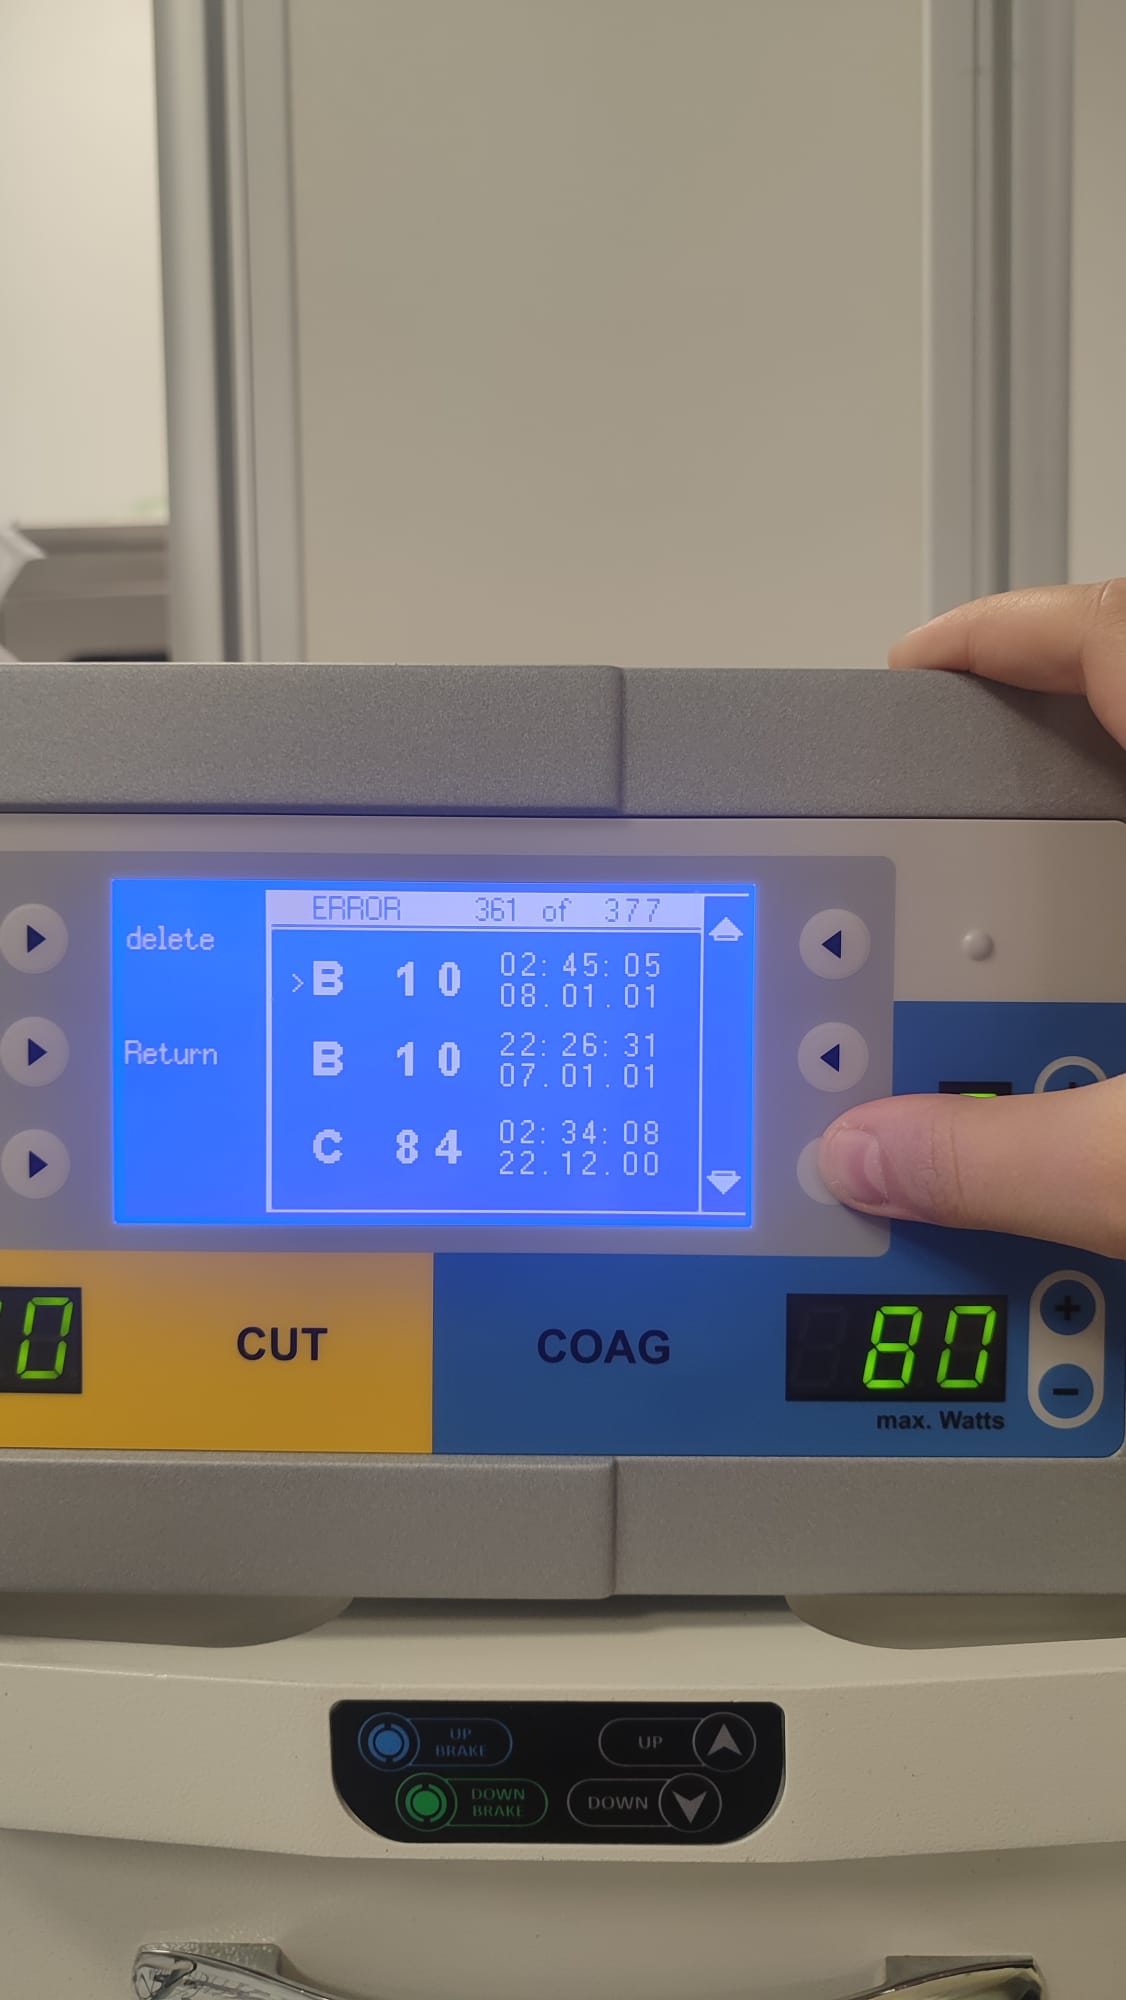 ERROR 361 of 377
delete
> B 10 02:45:05
08.01.01
Return
B 10 22:26:31
07.01.01
C 84 02:34:08
22.12.00
0
CUT
COAG
80
+
-
max. Watts
UP
BRAKE
UP
DOWN
BRAKE
DOWN